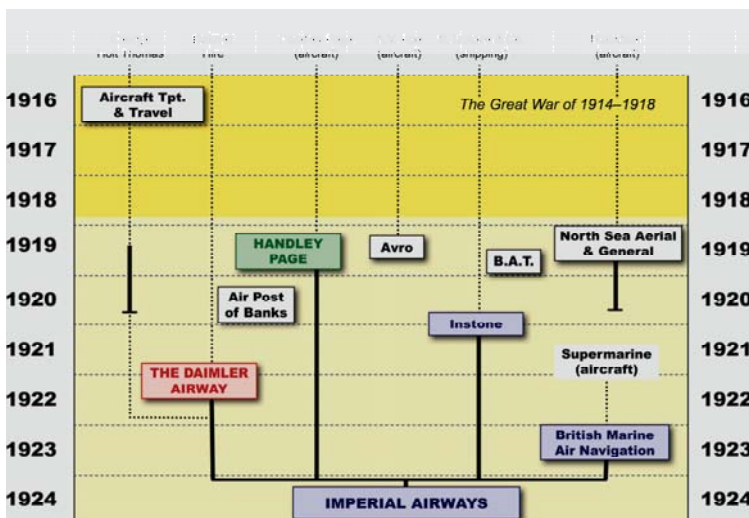 Holt Thomas
Hire
(aircraft)
(aircraft)
(shipping)
(aircraft)
1916
Aircraft Tpt.
& Travel
The Great War of 1914–1918
1916
1917
1917
1918
1918
1919
HANDLEY
PAGE
Avro
B.A.T.
North Sea Aerial
& General
1919
1920
Air Post
of Banks
Instone
1920
1921
Supermarine
(aircraft)
1921
THE DAIMLER
AIRWAY
1922
1922
1923
British Marine
Air Navigation
1923
1924
IMPERIAL AIRWAYS
1924